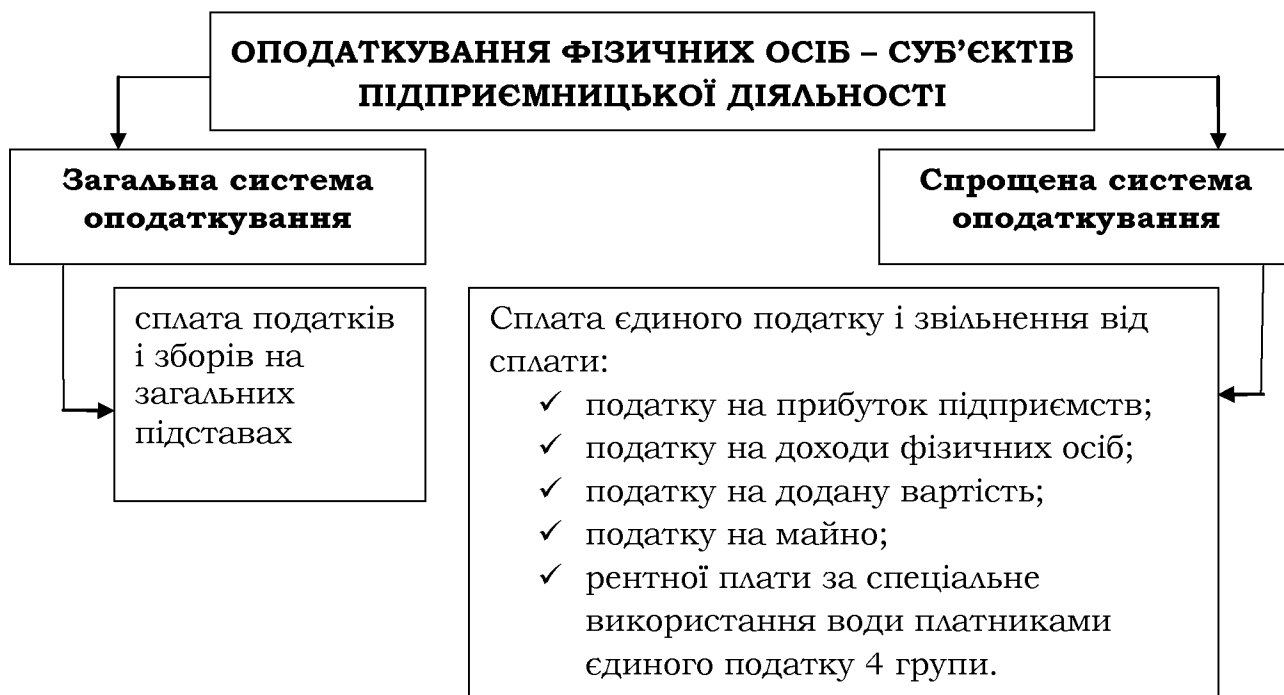 ОПОДАТКУВАННЯ ФІЗИЧНИХ ОСІБ – СУБ’ЄКТІВ
ПІДПРИЄМНИЦЬКОЇ ДІЯЛЬНОСТІ
Загальна система
оподаткування
Спрощена система
оподаткування
сплата податків
і зборів на
загальних
підставах
Сплата єдиного податку і звільнення від
сплати:
✓ податку на прибуток підприємств;
✓ податку на доходи фізичних осіб;
✓ податку на додану вартість;
✓ податку на майно;
✓ рентної плати за спеціальне
використання води платниками
єдиного податку 4 групи.